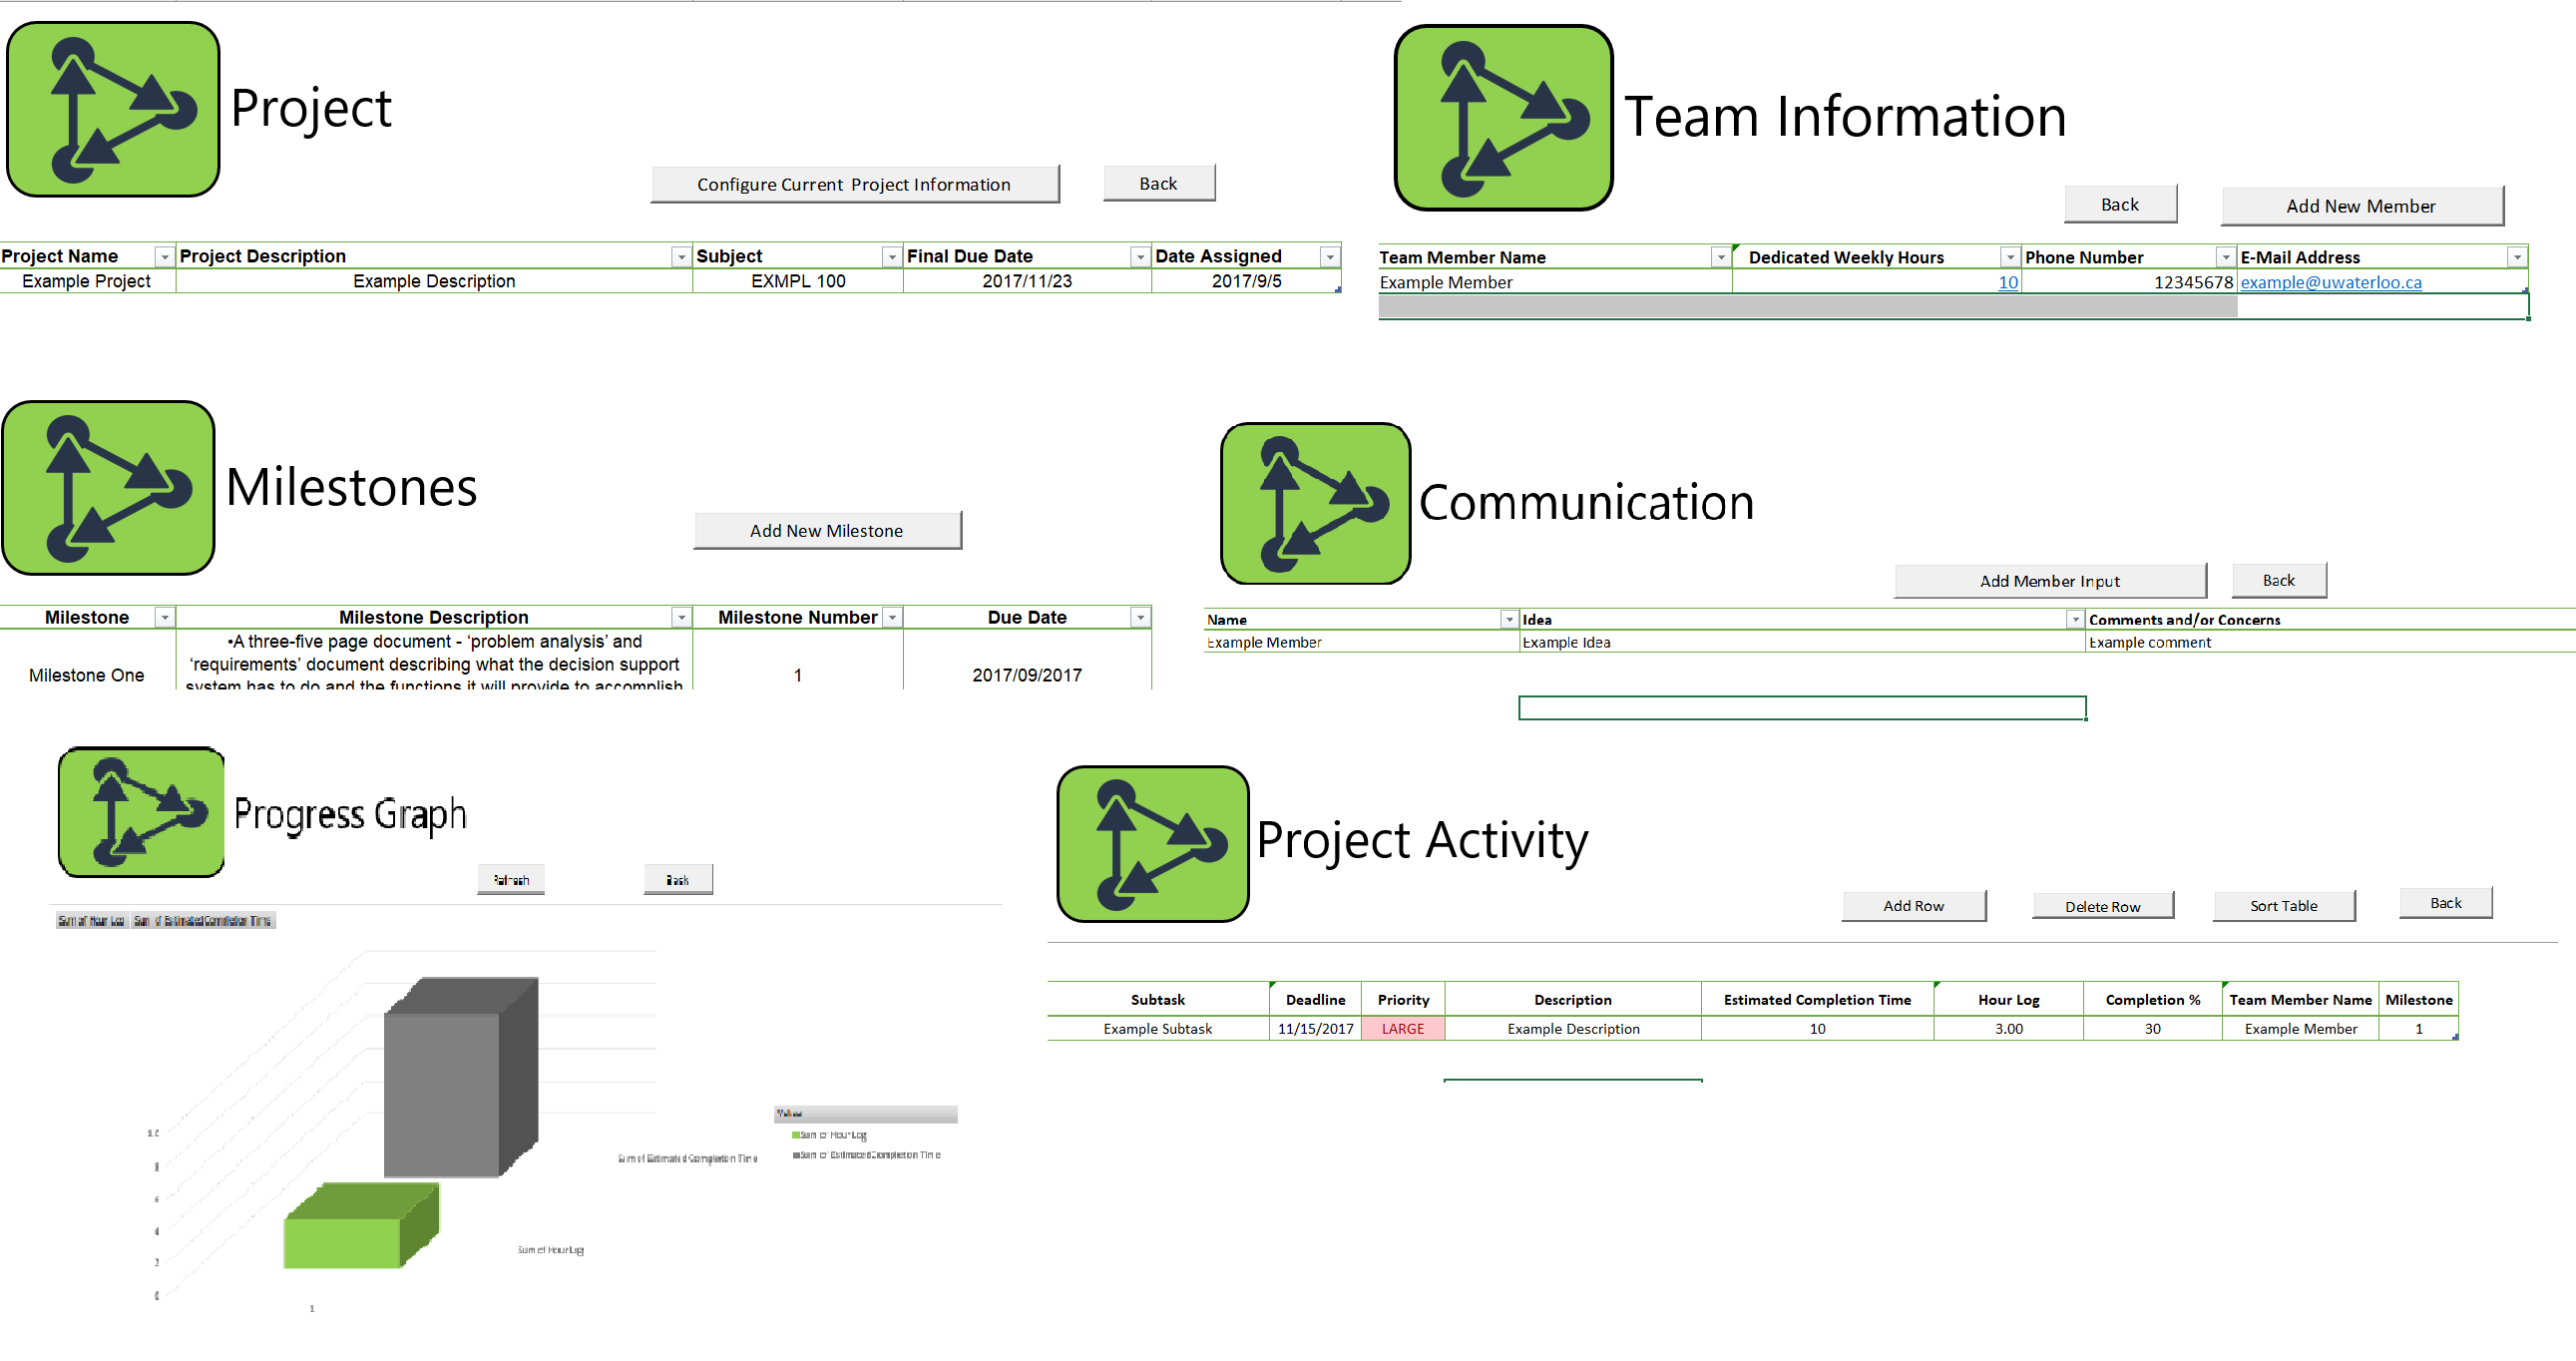 Project
Configure Current Project Information
Back
Project Name Project Description Subject Final Due Date Date Assigned
Example Project Example Description EXMPL 100 2017/11/23 2017/9/5
Team Information
Back Add New Member
Team Member Name Dedicated Weekly Hours Phone Number E-Mail Address
Example Member 10 12345678 example@uwaterloo.ca
Milestones
Add New Milestone
Milestone Milestone Description Milestone Number Due Date
•A three-five page document - ‘problem analysis’ and
‘requirements’ document describing what the decision support
Milestone One system has to do and the functions it will provide to accomplish 1 2017/09/2017
Communication
Add Member Input Back
Name Idea Comments and/or Concerns
Example Member Example Idea Example comment
Progress Graph
Refresh Back
Sum of Hour Log Sum of Estimated Completion Time
10
8
6
4
2
0
1
Sum of Estimated Completion Time
Sum of Hour Log
Values
Sum of Hour Log
Sum of Estimated Completion Time
Project Activity
Add Row Delete Row Sort Table Back
Subtask Deadline Priority Description Estimated Completion Time Hour Log Completion % Team Member Name Milestone
Example Subtask 11/15/2017 LARGE Example Description 10 3.00 30 Example Member 1